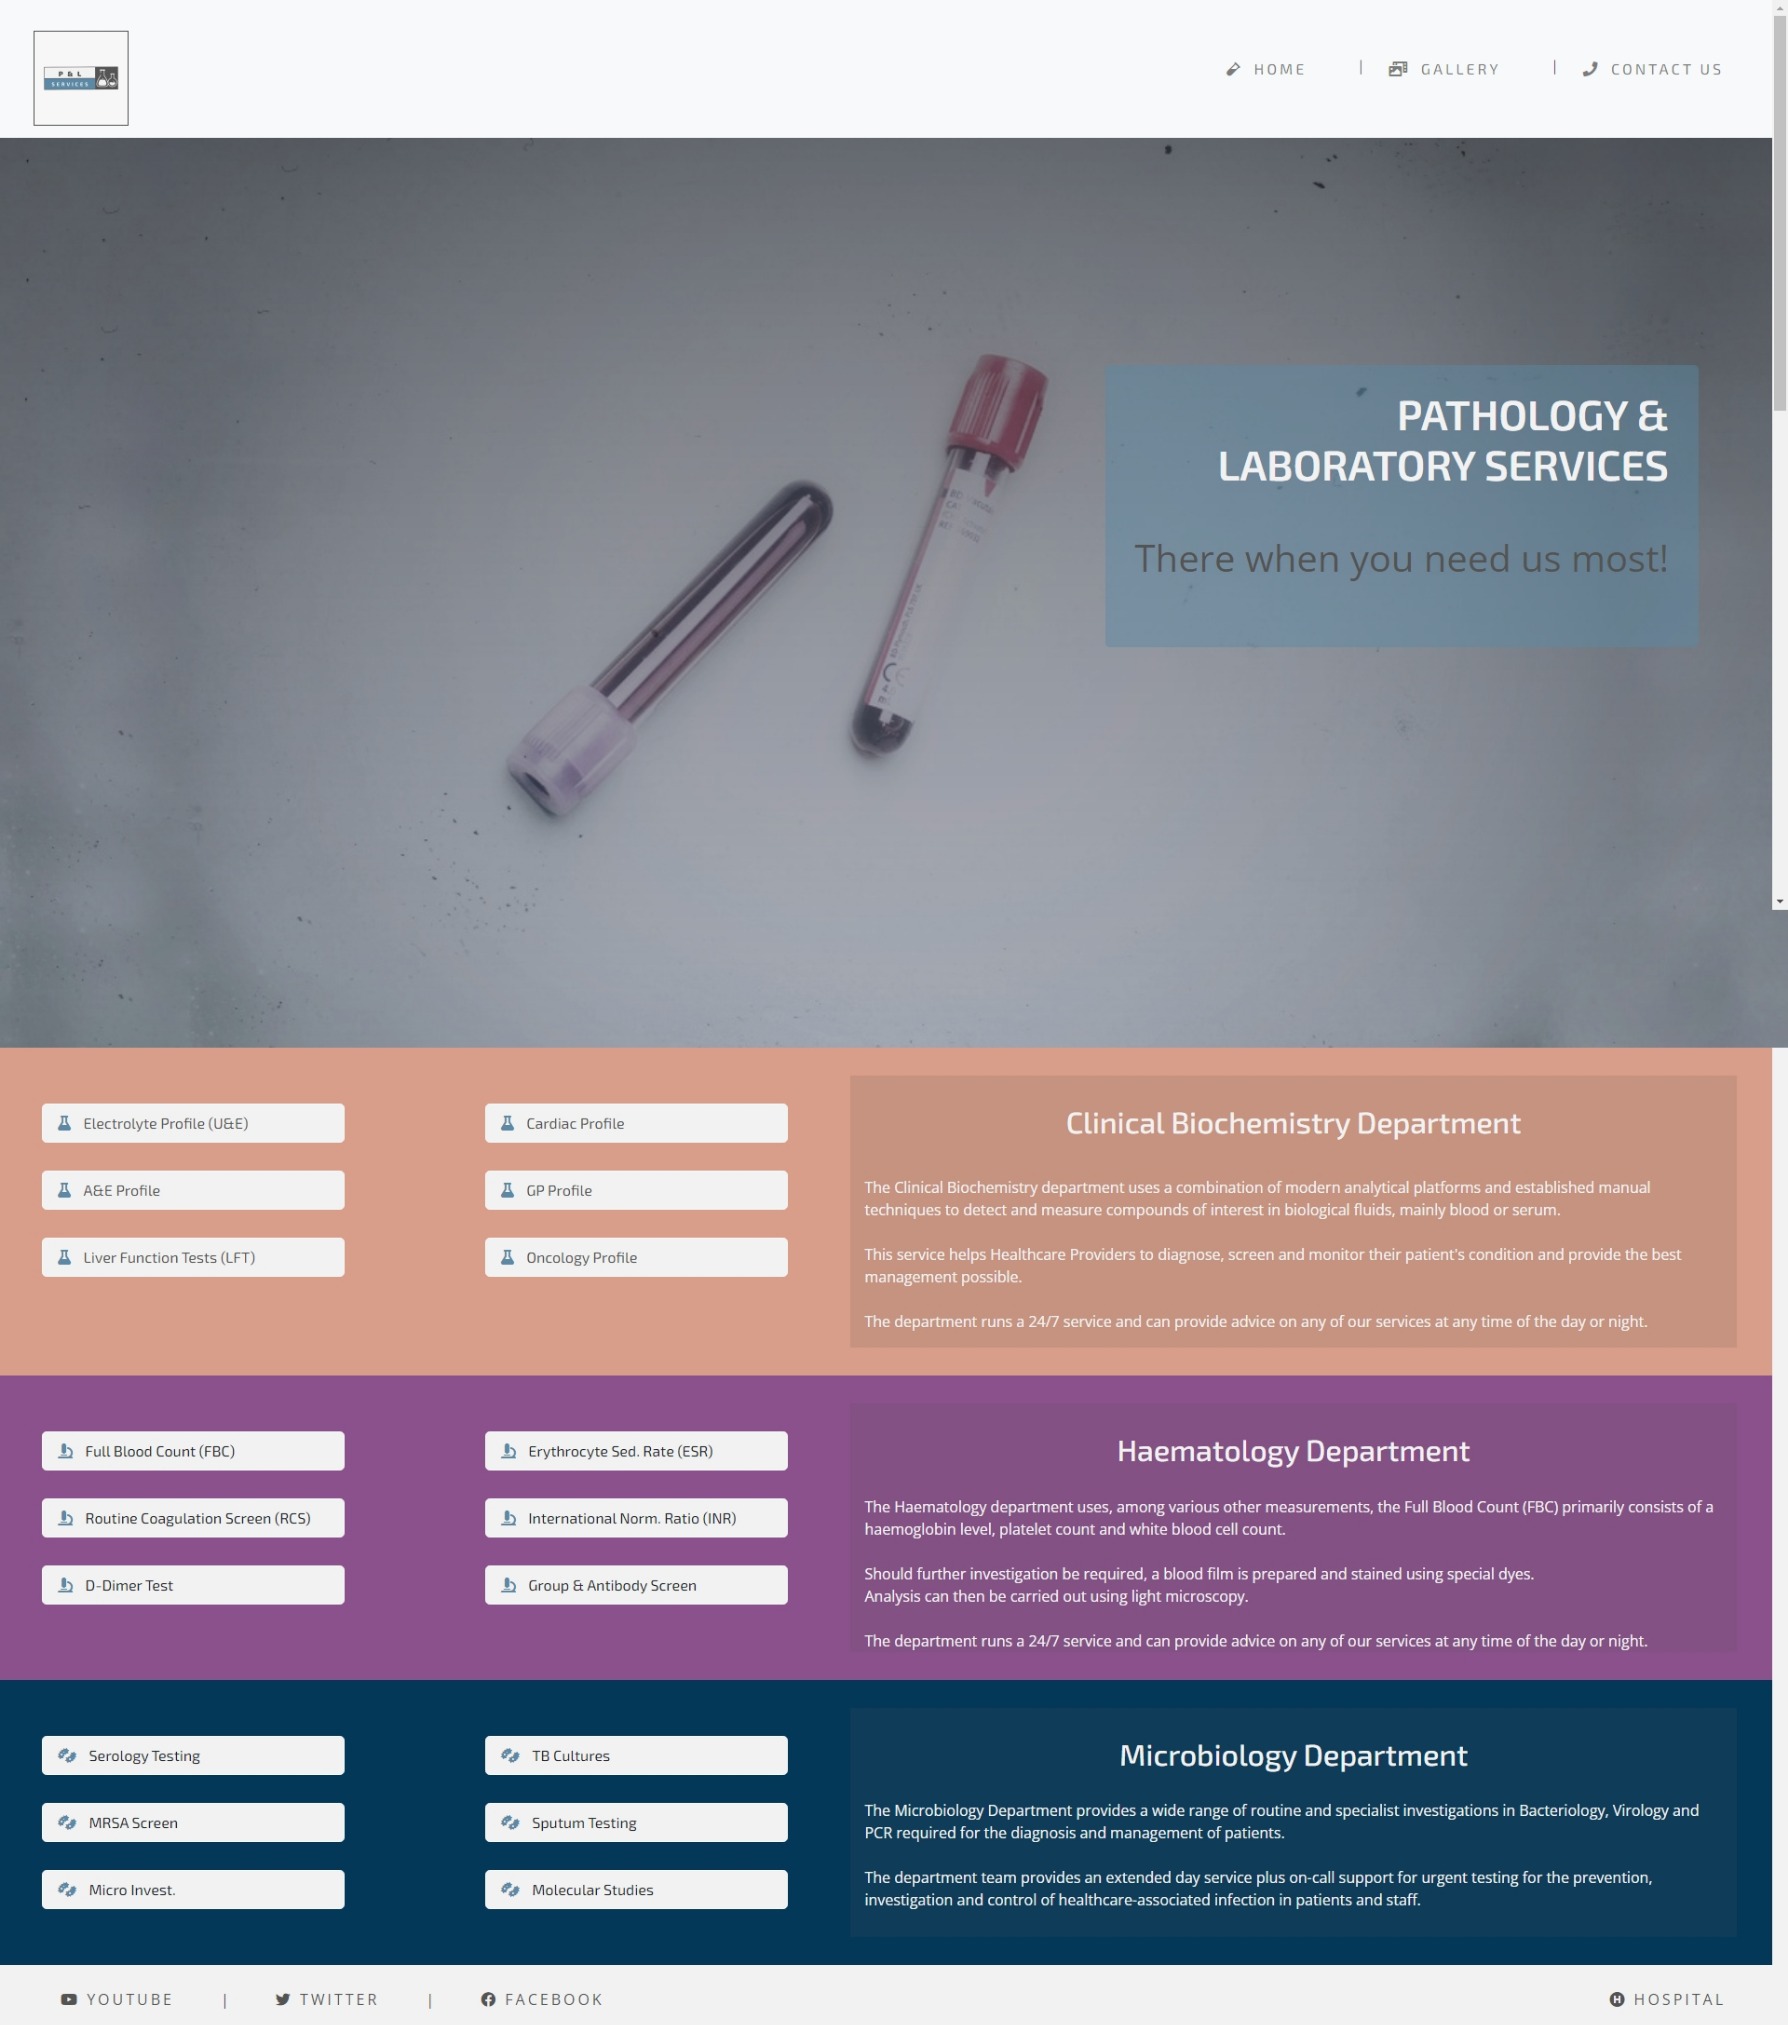 P & L
SERVICES
HOME
|
GALLERY
|
CONTACT US
PATHOLOGY &
LABORATORY SERVICES
There when you need us most!
Electrolyte Profile (U&E)
Cardiac Profile
A&E Profile
GP Profile
Liver Function Tests (LFT)
Oncology Profile
Clinical Biochemistry Department
The Clinical Biochemistry department uses a combination of modern analytical platforms and established manual
techniques to detect and measure compounds of interest in biological fluids, mainly blood or serum.
This service helps Healthcare Providers to diagnose, screen and monitor their patient's condition and provide the best
management possible.
The department runs a 24/7 service and can provide advice on any of our services at any time of the day or night.
Full Blood Count (FBC)
Erythrocyte Sed. Rate (ESR)
Routine Coagulation Screen (RCS)
International Norm. Ratio (INR)
D-Dimer Test
Group & Antibody Screen
Haematology Department
The Haematology department uses, among various other measurements, the Full Blood Count (FBC) primarily consists of a
haemoglobin level, platelet count and white blood cell count.
Should further investigation be required, a blood film is prepared and stained using special dyes.
Analysis can then be carried out using light microscopy.
The department runs a 24/7 service and can provide advice on any of our services at any time of the day or night.
Serology Testing
TB Cultures
MRSA Screen
Sputum Testing
Micro Invest.
Molecular Studies
Microbiology Department
The Microbiology Department provides a wide range of routine and specialist investigations in Bacteriology, Virology and
PCR required for the diagnosis and management of patients.
The department team provides an extended day service plus on-call support for urgent testing for the prevention,
investigation and control of healthcare-associated infection in patients and staff.
YOUTUBE
|
TWITTER
|
FACEBOOK
HOSPITAL